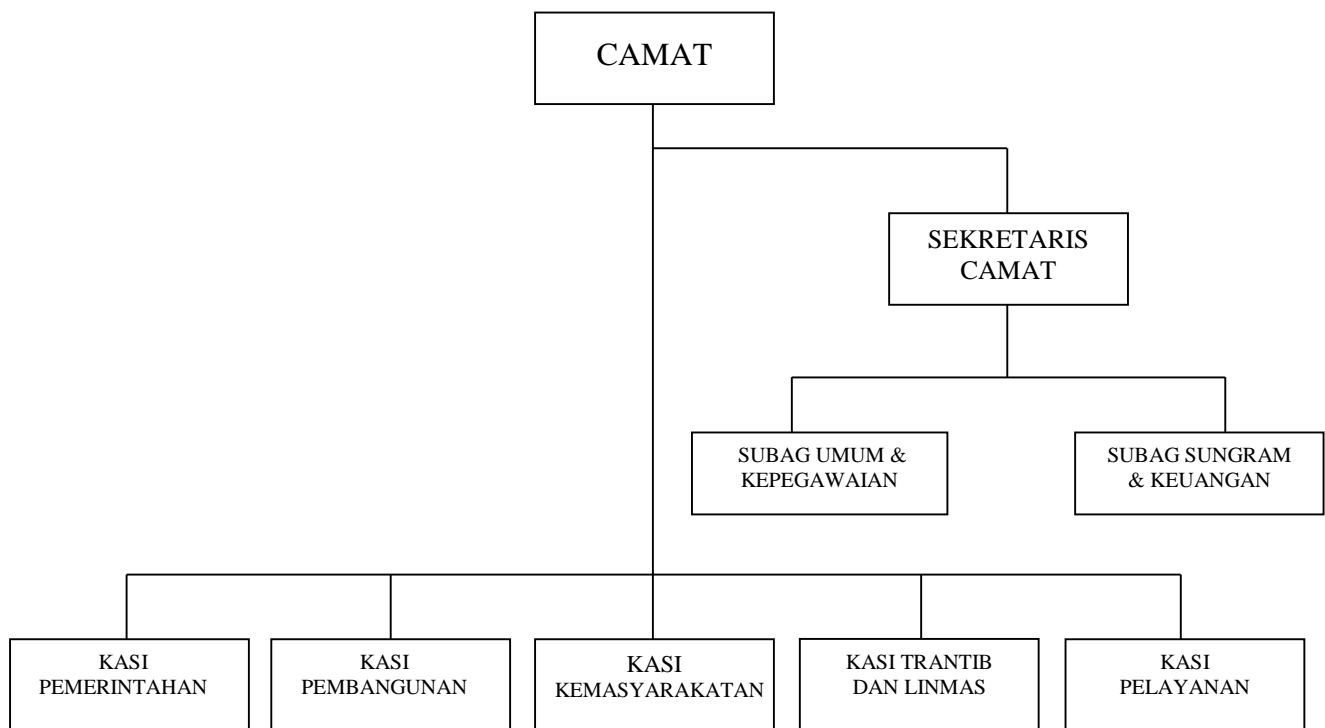 CAMAT
SEKRETARIS
CAMAT
SUBAG UMUM &
KEPEGAWAIAN
SUBAG SUNGRAM
& KEUANGAN
KASI
PEMERINTAHAN
KASI
PEMBANGUNAN
KASI
KEMASYARAKATAN
KASI TRANTIB
DAN LINMAS
KASI
PELAYANAN